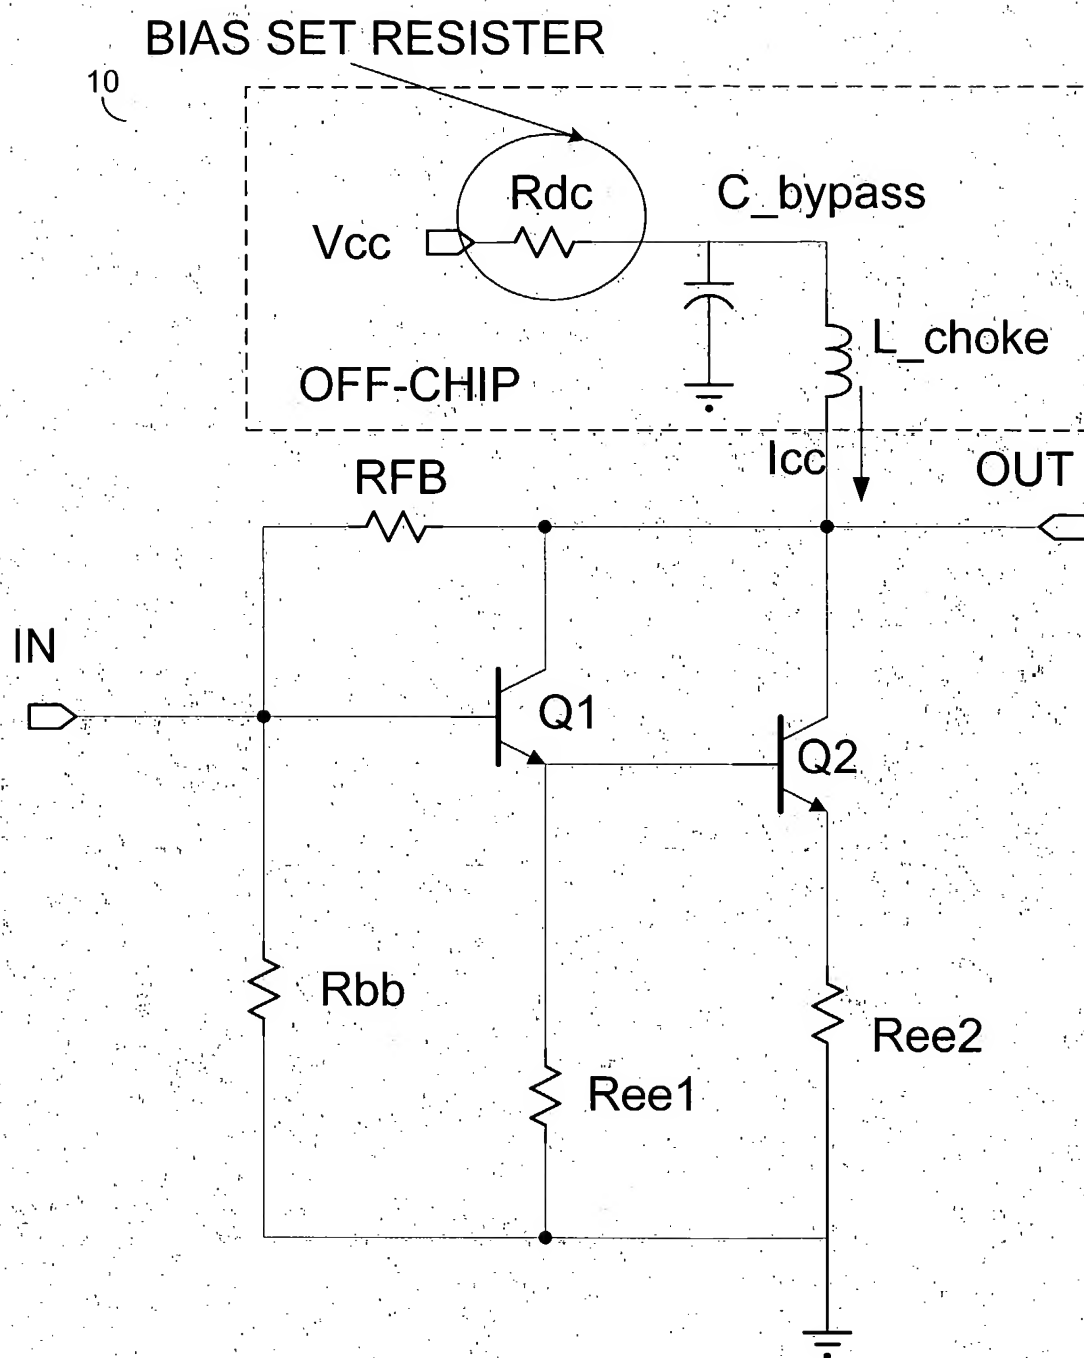 BIAS SET RESISTER
10
Rdc
C_bypass
Vcc
L_choke
OFF-CHIP
Icc
OUT
RFB
IN
Q1
Q2
Rbb
Ree2
Ree1